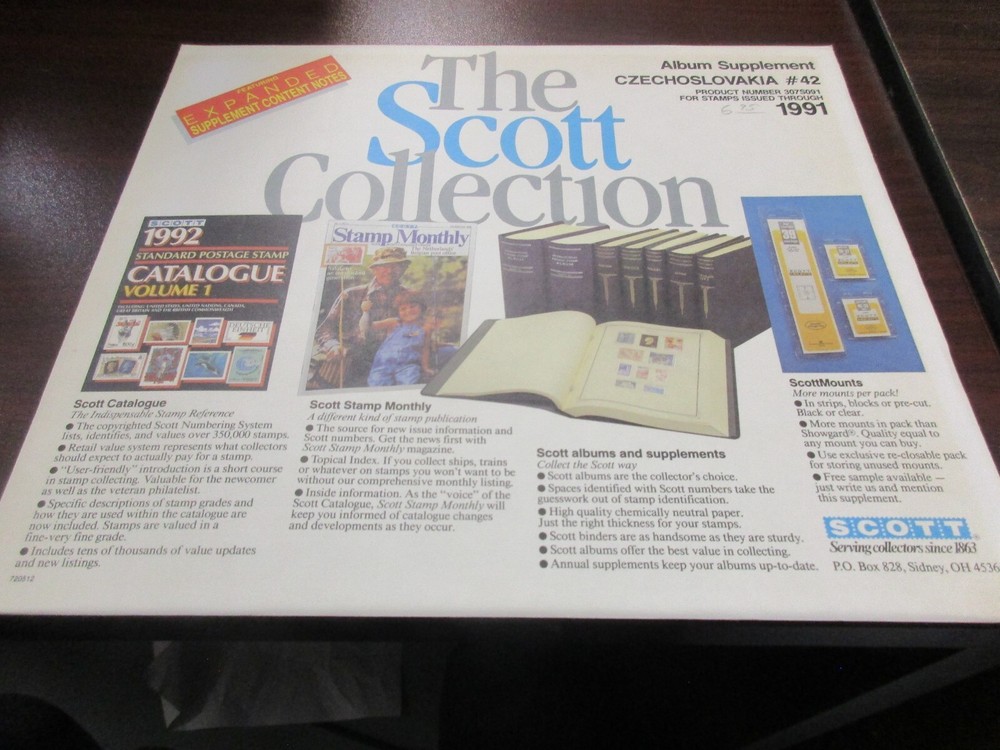 FEATURING
EXPANDED
SUPPLEMENT CONTENT NOTES
The
Scott
Collection
Album Supplement
CZECHOSLOVAKIA #42
PRODUCT NUMBER 3075091
FOR STAMPS ISSUED THROUGH
1991
6 95
SCOTT
1992
STANDARD POSTAGE STAMP
CATALOGUE
VOLUME 1
Scott Catalogue
The Indispensable Stamp Reference
● The copyrighted Scott Numbering System
lists, identifies, and values over 350,000 stamps.
● Retail value system represents what collectors
should expect to actually pay for a stamp.
● "User-friendly" introduction is a short course
in stamp collecting. Valuable for the newcomer
as well as the veteran philatelist.
● Specific descriptions of stamp grades and
how they are used within the catalogue are
now included. Stamps are valued in a
fine-very fine grade.
● Includes tens of thousands of value updates
and new listings.
720512
Stamp Monthly
Scott Stamp Monthly
A different kind of stamp publication
● The source for new issue information and
Scott numbers. Get the news first with
Scott Stamp Monthly magazine.
● Topical Index. If you collect ships, trains
or whatever on stamps you won't want to be
without our comprehensive monthly listing.
● Inside information. As the "voice" of the
Scott Catalogue, Scott Stamp Monthly will
keep you informed of catalogue changes
and developments as they occur.
Scott albums and supplements
Collect the Scott way
● Scott albums are the collector's choice.
● Spaces identified with Scott numbers take the
guesswork out of stamp identification.
● High quality chemically neutral paper.
Just the right thickness for your stamps.
● Scott binders are as handsome as they are sturdy.
● Scott albums offer the best value in collecting.
● Annual supplements keep your albums up-to-date.
ScottMounts
More mounts per pack!
● In strips, blocks or pre-cut.
Black or clear.
● More mounts in pack than
Showgard®. Quality equal to
any mount you can buy.
● Use exclusive re-closable pack
for storing unused mounts.
● Free sample available —
just write us and mention
this supplement.
SCOTT®
Serving collectors since 1863
P.O. Box 828, Sidney, OH 4536